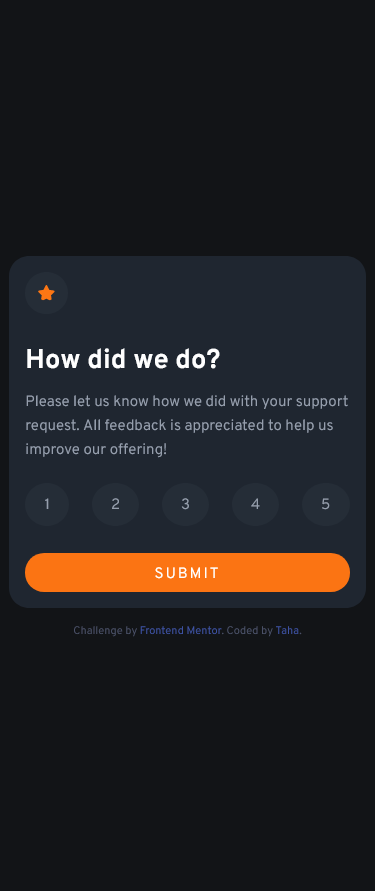 How did we do?
Please let us know how we did with your support
request. All feedback is appreciated to help us
improve our offering!
1 2 3 4 5
SUBMIT
Challenge by Frontend Mentor. Coded by Taha.